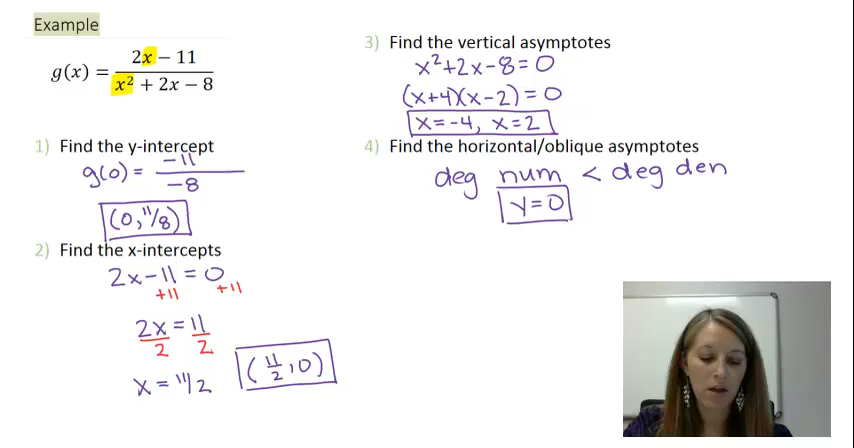 Example
g(x) = (2x − 11)/(x² + 2x − 8)
1) Find the y-intercept
g(0) = −11/−8
(0, 11/8)
2) Find the x-intercepts
2x − 11 = 0
+11 +11
2x = 11
2 2
x = 11/2
(11/2, 0)
3) Find the vertical asymptotes
x² + 2x − 8 = 0
(x+4)(x−2) = 0
x = −4, x = 2
4) Find the horizontal/oblique asymptotes
deg num < deg den
y = 0